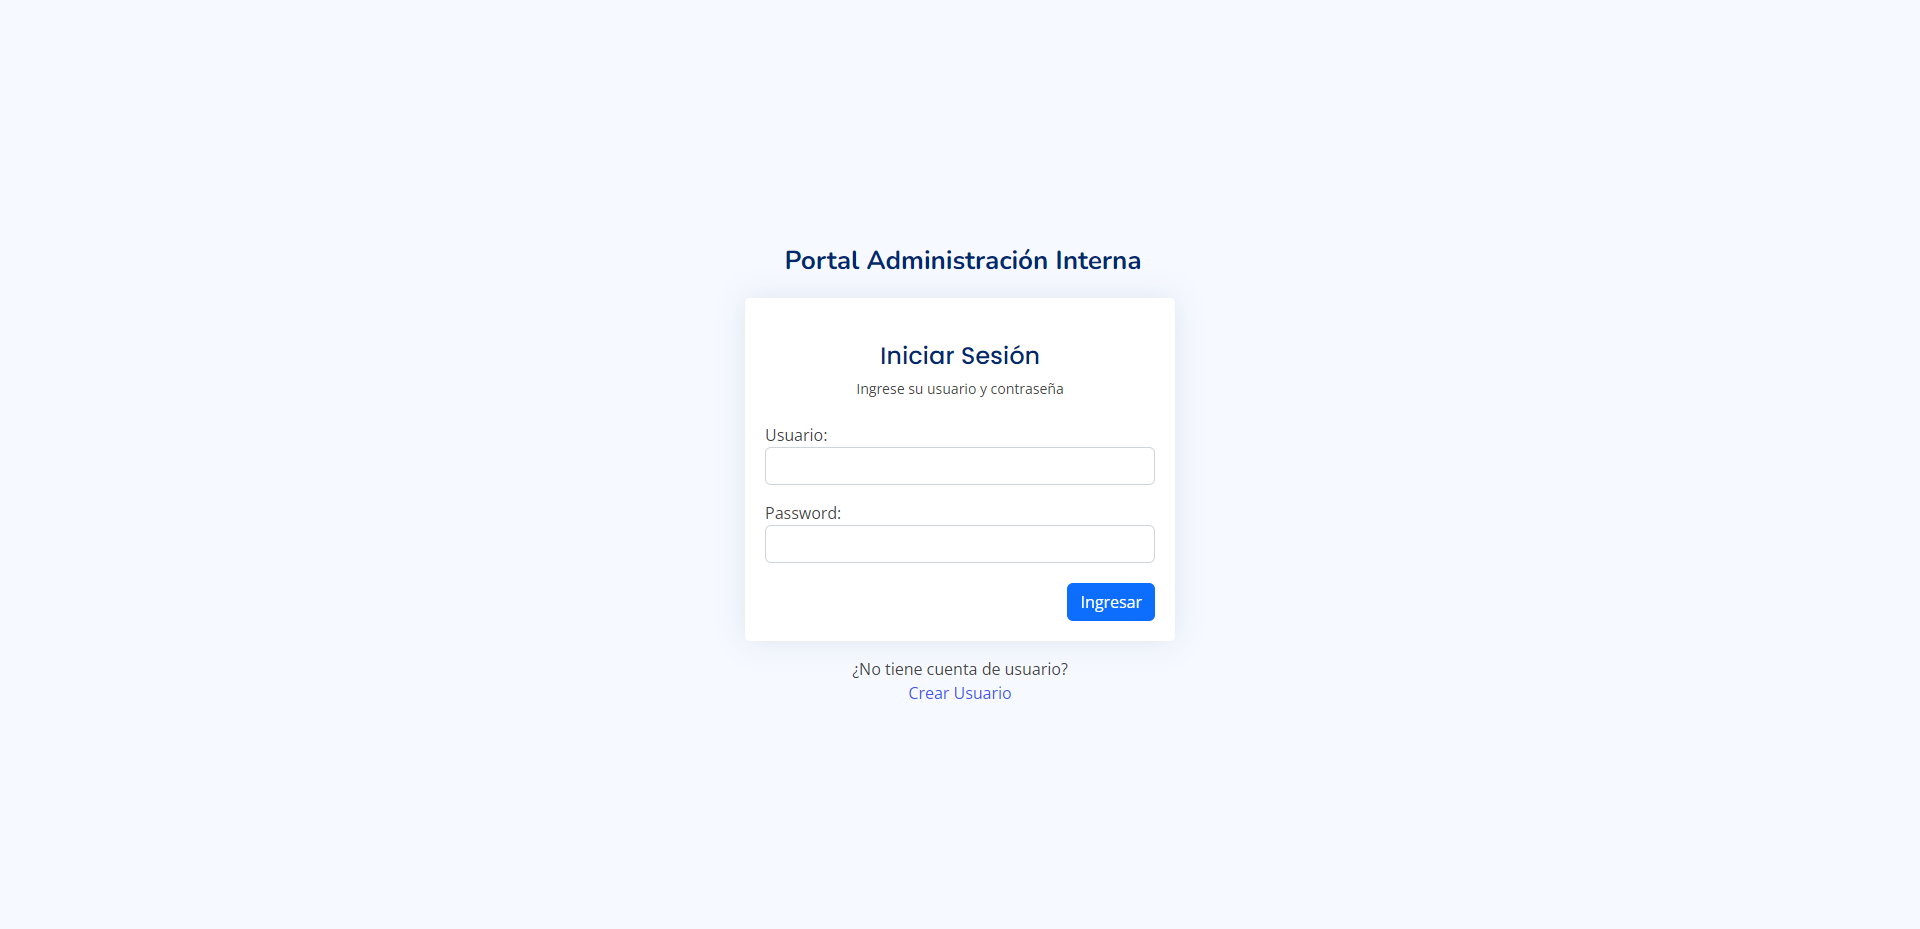 Portal Administración Interna
Iniciar Sesión
Ingrese su usuario y contraseña
Usuario:
Password:
Ingresar
¿No tiene cuenta de usuario?
Crear Usuario